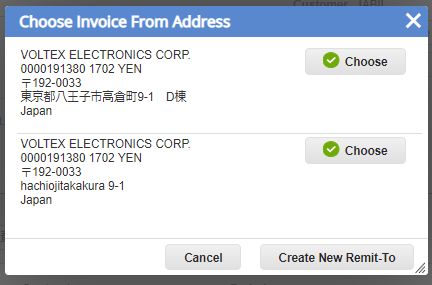 Customer JABIL
Choose Invoice From Address
VOLTEX ELECTRONICS CORP.
0000191380 1702 YEN
〒192-0033
東京都八王子市高倉町9-1　D棟
Japan
Choose
VOLTEX ELECTRONICS CORP.
0000191380 1702 YEN
〒192-0033
hachiojitakakura 9-1
Japan
Choose
Cancel
Create New Remit-To